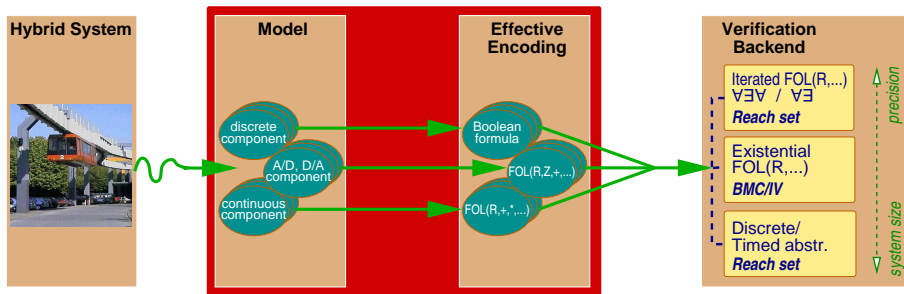 Hybrid System
Model
Effective
Encoding
Verification
Backend
discrete
component
A/D, D/A
component
continuous
component
Boolean
formula
FOL(R,Z,+,...)
FOL(R,+,*,...)
Iterated FOL(R,...)
∀∃∀ / ∀∃
Reach set
Existential
FOL(R,...)
BMC/IV
Discrete/
Timed abstr.
Reach set
precision
system size